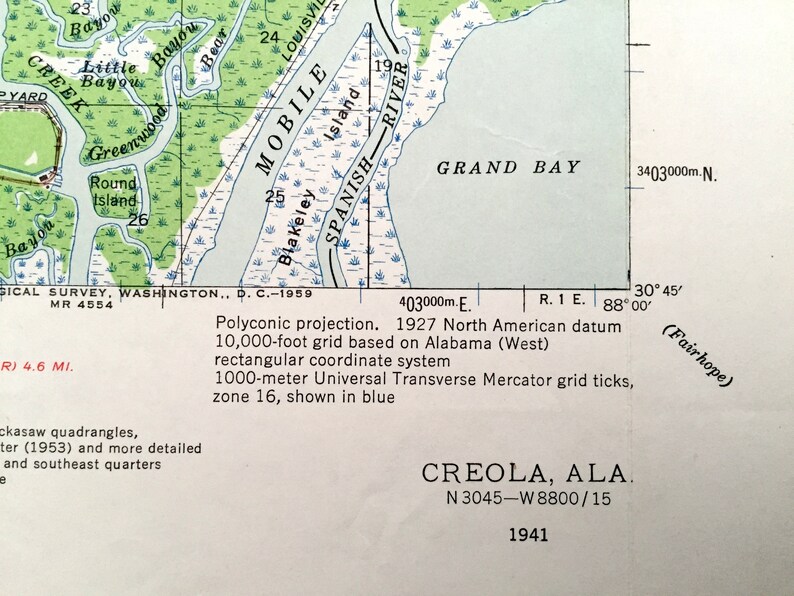 23
Bayou
Little
Bayou
Bayou
Bear
24
LOUISVIL
CREEK
PYARD
Greenwood
MOBILE
19
Island
Round
Island
26
25
Blakeley
SPANISH RIVER
GRAND BAY
3403000m.N.
Bayou
GICAL SURVEY, WASHINGTON,, D. C.-1959
MR 4554
403000m.E.
R. 1 E.
88°00'
30°45'
(Fairhope)
Polyconic projection. 1927 North American datum
10,000-foot grid based on Alabama (West)
rectangular coordinate system
1000-meter Universal Transverse Mercator grid ticks,
zone 16, shown in blue
R) 4.6 MI.
ckasaw quadrangles,
ter (1953) and more detailed
and southeast quarters
e
CREOLA, ALA.
N3045—W8800/15
1941